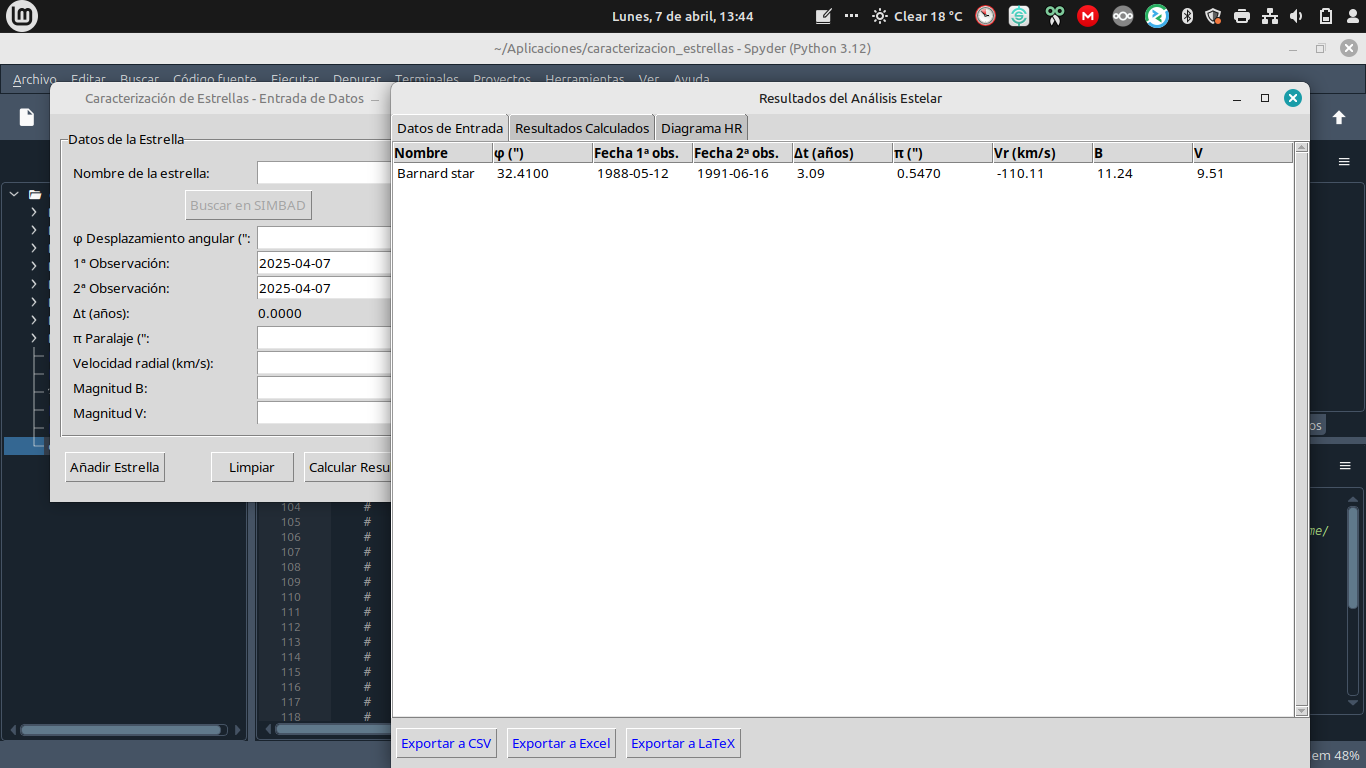 Lunes, 7 de abril, 13:44
Clear 18 °C
~/Aplicaciones/caracterizacion_estrellas - Spyder (Python 3.12)
Archivo Editar Buscar Código fuente Ejecutar Depurar Terminales Proyectos Herramientas Ver Ayuda
Caracterización de Estrellas - Entrada de Datos
Datos de la Estrella
Nombre de la estrella:
Buscar en SIMBAD
φ Desplazamiento angular (":
1ª Observación: 2025-04-07
2ª Observación: 2025-04-07
Δt (años): 0.0000
π Paralaje (":
Velocidad radial (km/s):
Magnitud B:
Magnitud V:
Añadir Estrella Limpiar Calcular Resu
Resultados del Análisis Estelar
Datos de Entrada Resultados Calculados Diagrama HR
Nombre φ (") Fecha 1ª obs. Fecha 2ª obs. Δt (años) π (") Vr (km/s) B V
Barnard star 32.4100 1988-05-12 1991-06-16 3.09 0.5470 -110.11 11.24 9.51
Exportar a CSV Exportar a Excel Exportar a LaTeX
104 #
105 #
106 #
107 #
108 #
109 #
110 #
111 #
112 #
113 #
114 #
115 #
116 #
117 #
118 #
os
me/
em 48%